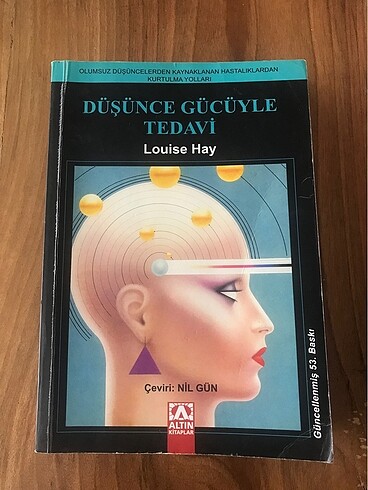 OLUMSUZ DÜŞÜNCELERDEN KAYNAKLANAN HASTALIKLARDAN
KURTULMA YOLLARI
DÜŞÜNCE GÜCÜYLE
TEDAVİ
Louise Hay
Çeviri: NİL GÜN
ALTIN
KİTAPLAR
Güncellenmiş 53. Baskı